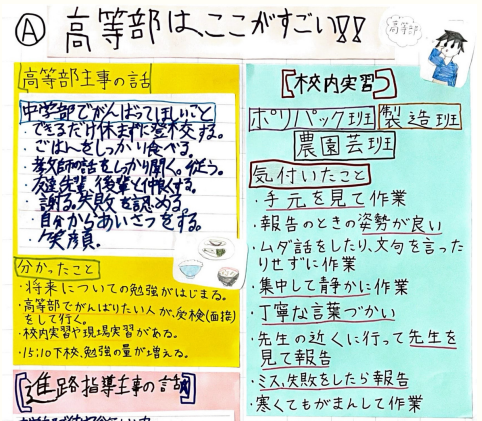 Ⓐ 高等部は、ここがすごい!!
高等部
高等部主事の話
中学部でがんばってほしいこと
・できるだけ休まずに登校する。
・ごはんをしっかり食べる。
・教師の話をしっかり聞く。従う。
・友達、先輩、後輩と仲良くする。
・謝る。失敗を認める
・自分からあいさつをする。
・笑顔。
分かったこと
・将来についての勉強がはじまる。
・高等部でがんばりたい人が、受検(面接)
をして行く。
・校内実習や現場実習がある。
・15:10下校、勉強の量が増える。
【進路指導主事の話】
【校内実習】
ポリパック班 製造班
農園芸班
気付いたこと
・手元を見て作業
・報告のときの姿勢が良い
・ムダ話をしたり、文句を言った
りせずに作業
・集中して静かに作業
・丁寧な言葉づかい
・先生の近くに行って先生を
見て報告
・ミス、失敗をしたら報告
・寒くてもがまんして作業